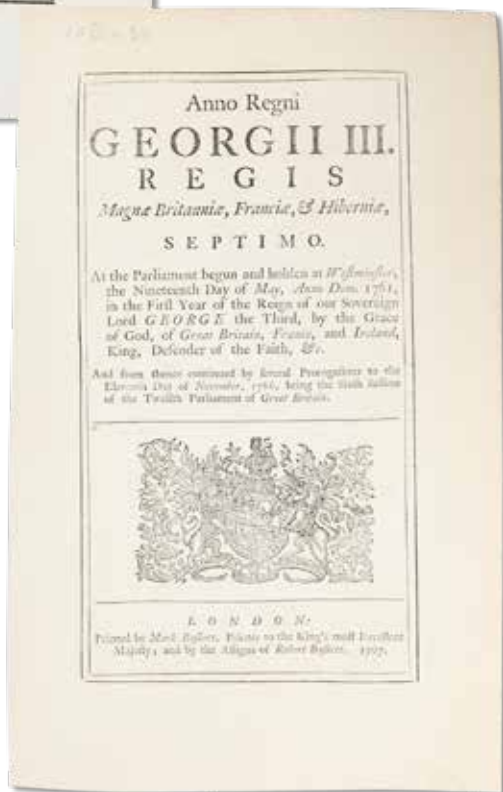 Anno Regni
GEORGII III.
REGIS
Magnæ Britanniæ, Franciæ, & Hiberniæ,
SEPTIMO.
At the Parliament begun and holden at Westminster,
the Nineteenth Day of May, Anno Dom. 1761,
in the First Year of the Reign of our Sovereign
Lord GEORGE the Third, by the Grace
of God, of Great Britain, France, and Ireland,
King, Defender of the Faith, &c.
And from thence continued by several Prorogations to the
Eleventh Day of November, 1766, being the Sixth Session
of the Twelfth Parliament of Great Britain.
LONDON:
Printed by Mark Baskett, Printer to the King's most Excellent
Majesty; and by the Assigns of Robert Baskett. 1767.